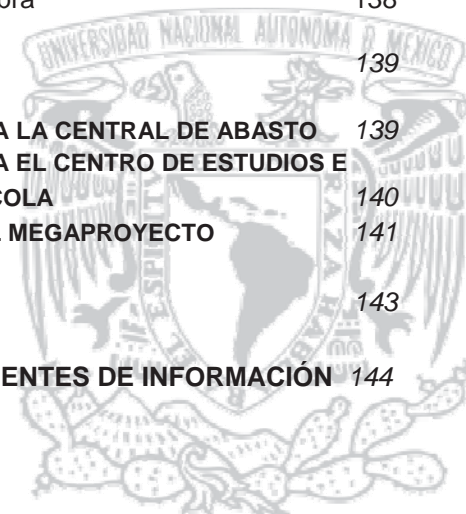 ora 138
UNIVERSIDAD NACIONAL AUTONOMA D MEXICO
139
A LA CENTRAL DE ABASTO 139
A EL CENTRO DE ESTUDIOS E
COLA 140
L MEGAPROYECTO 141
143
ENTES DE INFORMACIÓN 144